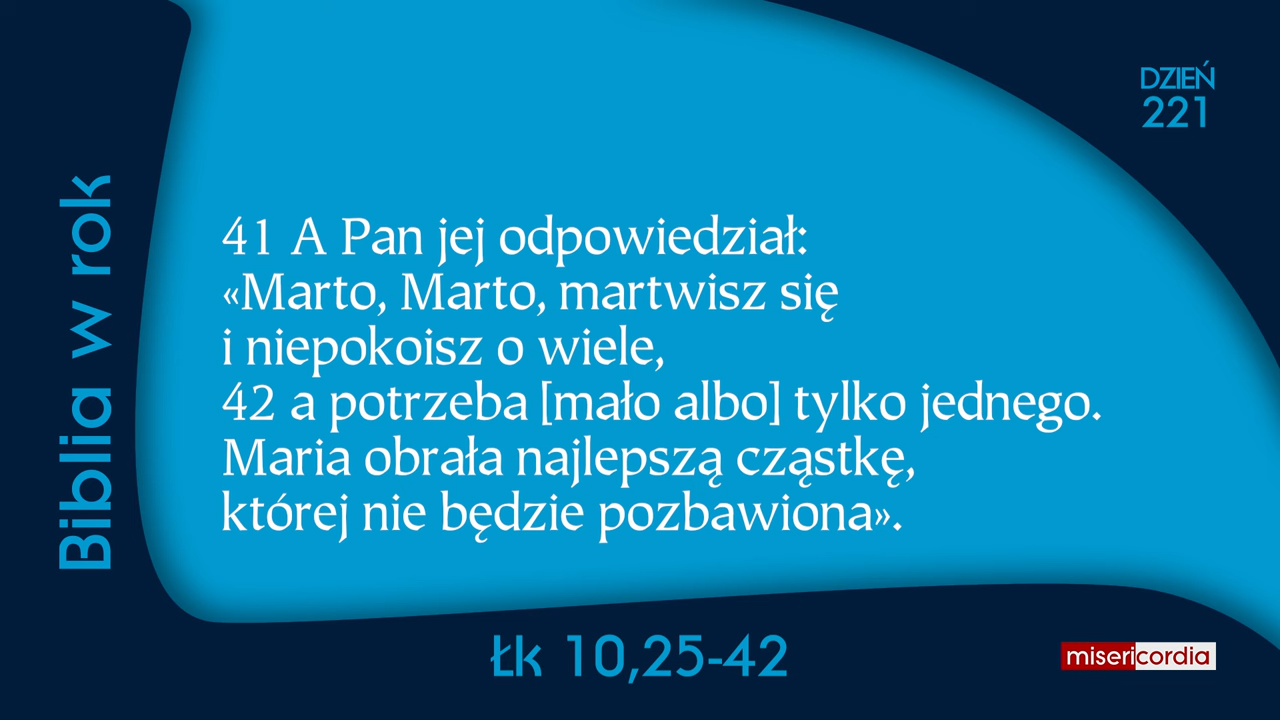 DZIEŃ
221
Biblia w rok
41 A Pan jej odpowiedział:
«Marto, Marto, martwisz się
i niepokoisz o wiele,
42 a potrzeba [mało albo] tylko jednego.
Maria obrała najlepszą cząstkę,
której nie będzie pozbawiona».
Łk 10,25-42
misericordia